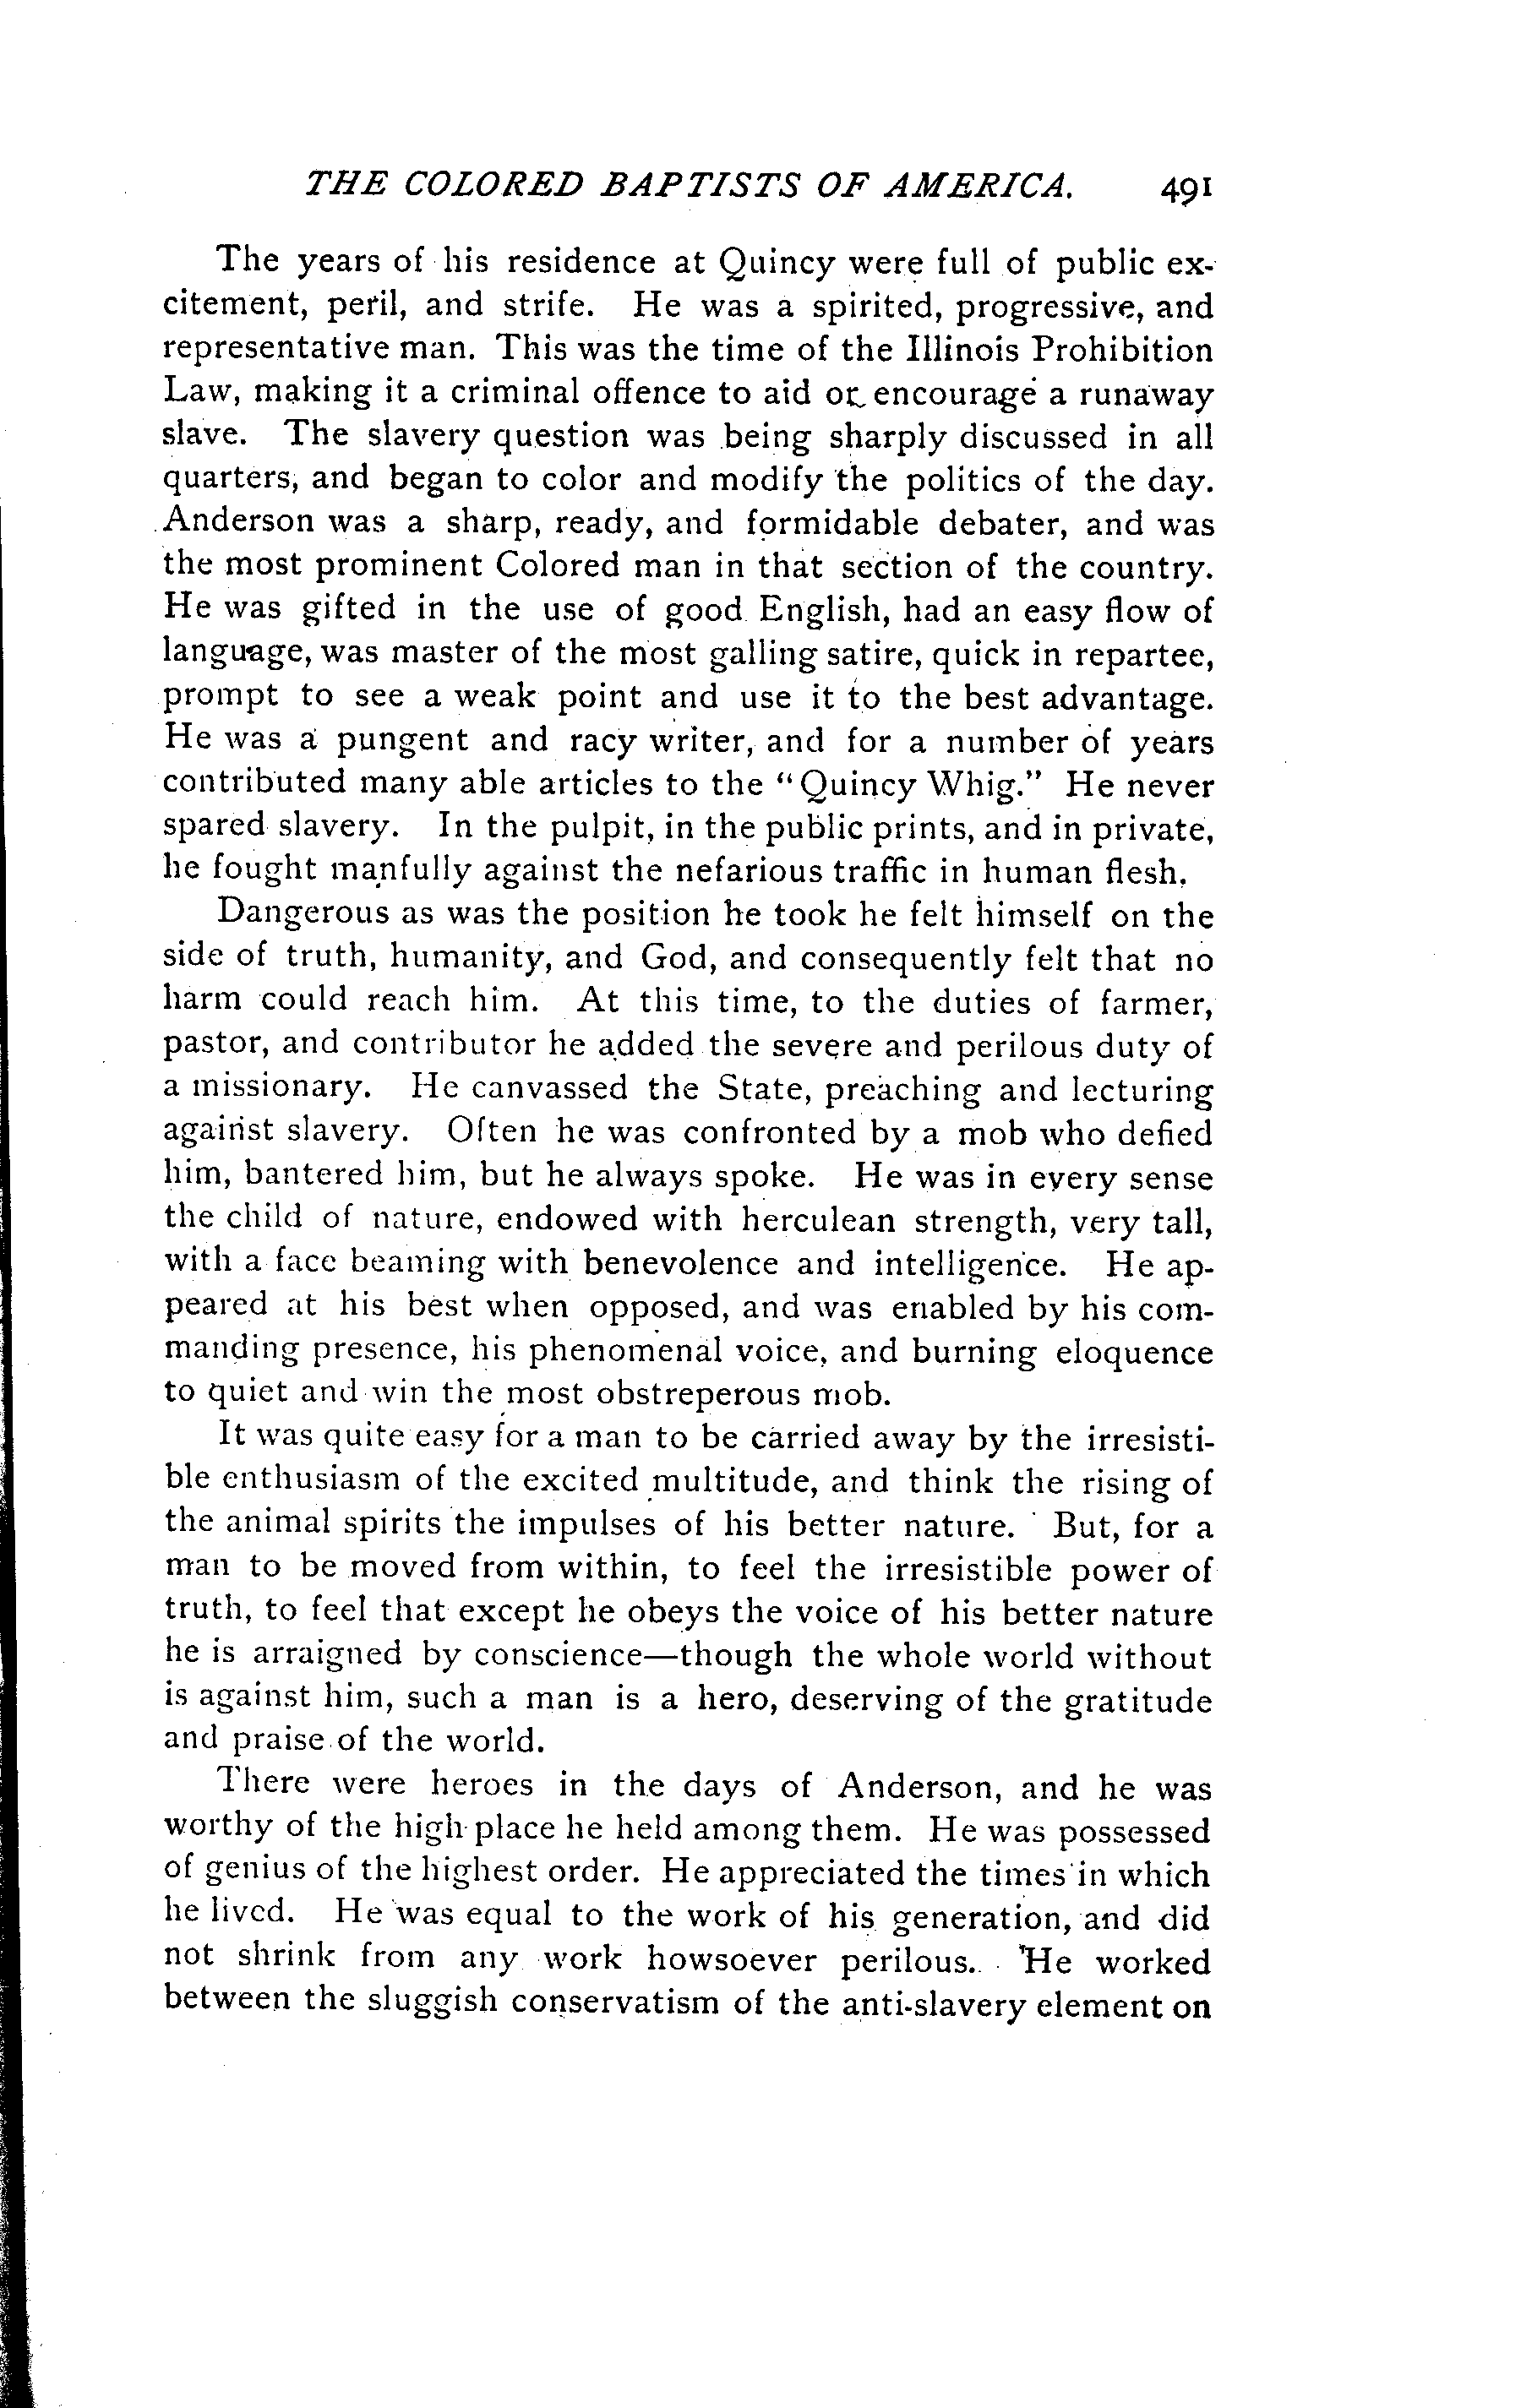 THE COLORED BAPTISTS OF AMERICA. 491
The years of his residence at Quincy were full of public ex-
citement, peril, and strife. He was a spirited, progressive, and
representative man. This was the time of the Illinois Prohibition
Law, making it a criminal offence to aid or encourage a runaway
slave. The slavery question was being sharply discussed in all
quarters, and began to color and modify the politics of the day.
Anderson was a sharp, ready, and formidable debater, and was
the most prominent Colored man in that section of the country.
He was gifted in the use of good English, had an easy flow of
language, was master of the most galling satire, quick in repartee,
prompt to see a weak point and use it to the best advantage.
He was a pungent and racy writer, and for a number of years
contributed many able articles to the "Quincy Whig." He never
spared slavery. In the pulpit, in the public prints, and in private,
he fought manfully against the nefarious traffic in human flesh.
Dangerous as was the position he took he felt himself on the
side of truth, humanity, and God, and consequently felt that no
harm could reach him. At this time, to the duties of farmer,
pastor, and contributor he added the severe and perilous duty of
a missionary. He canvassed the State, preaching and lecturing
against slavery. Often he was confronted by a mob who defied
him, bantered him, but he always spoke. He was in every sense
the child of nature, endowed with herculean strength, very tall,
with a face beaming with benevolence and intelligence. He ap-
peared at his best when opposed, and was enabled by his com-
manding presence, his phenomenal voice, and burning eloquence
to quiet and win the most obstreperous mob.
It was quite easy for a man to be carried away by the irresisti-
ble enthusiasm of the excited multitude, and think the rising of
the animal spirits the impulses of his better nature. But, for a
man to be moved from within, to feel the irresistible power of
truth, to feel that except he obeys the voice of his better nature
he is arraigned by conscience—though the whole world without
is against him, such a man is a hero, deserving of the gratitude
and praise of the world.
There were heroes in the days of Anderson, and he was
worthy of the high place he held among them. He was possessed
of genius of the highest order. He appreciated the times in which
he lived. He was equal to the work of his generation, and did
not shrink from any work howsoever perilous. He worked
between the sluggish conservatism of the anti-slavery element on